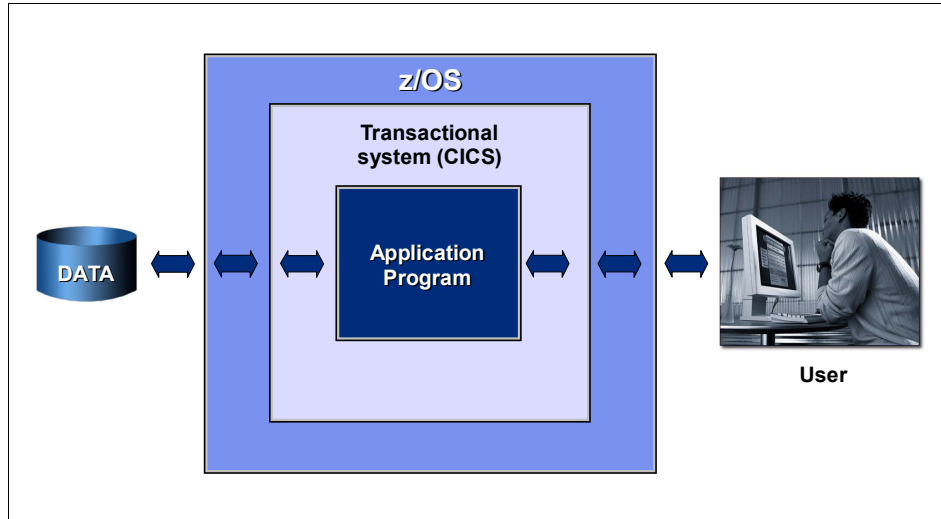 z/OS
Transactional
system (CICS)
Application
Program
DATA
User